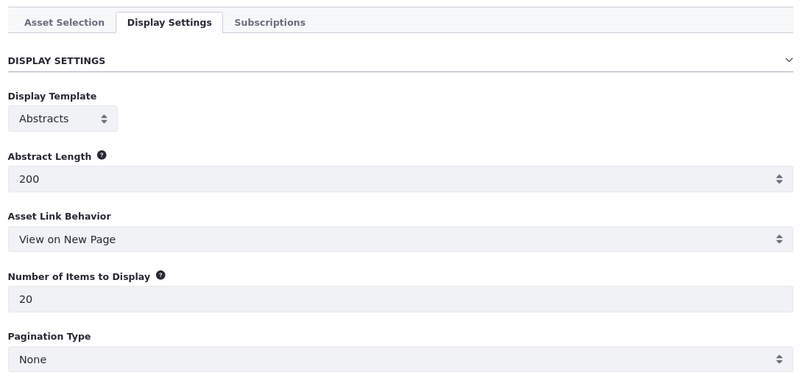 Asset Selection Display Settings Subscriptions
DISPLAY SETTINGS
Display Template
Abstracts
Abstract Length ?
200
Asset Link Behavior
View on New Page
Number of Items to Display ?
20
Pagination Type
None